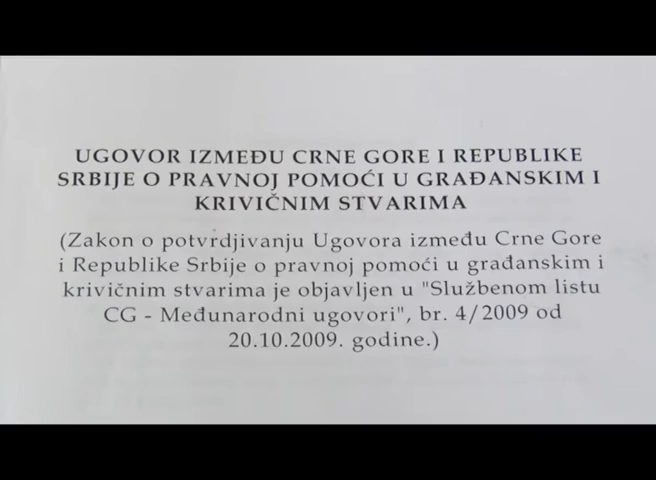 UGOVOR IZMEĐU CRNE GORE I REPUBLIKE
SRBIJE O PRAVNOJ POMOĆI U GRAĐANSKIM I
KRIVIČNIM STVARIMA
(Zakon o potvrdjivanju Ugovora između Crne Gore
i Republike Srbije o pravnoj pomoći u građanskim i
krivičnim stvarima je objavljen u "Službenom listu
CG - Međunarodni ugovori", br. 4/2009 od
20.10.2009. godine.)